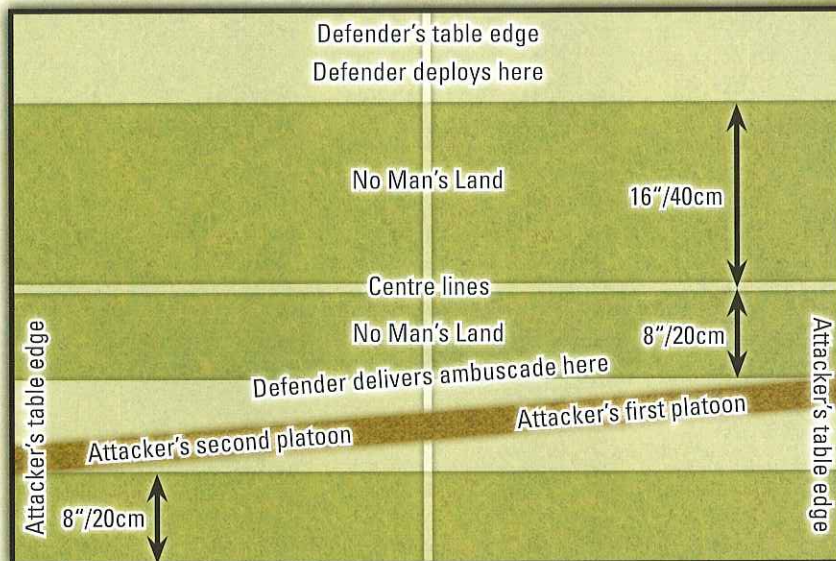 Defender's table edge
Defender deploys here
No Man's Land
16“/40cm
Centre lines
No Man's Land
8“/20cm
Defender delivers ambuscade here
Attacker's first platoon
Attacker's second platoon
8“/20cm
Attacker's table edge
Attacker's table edge